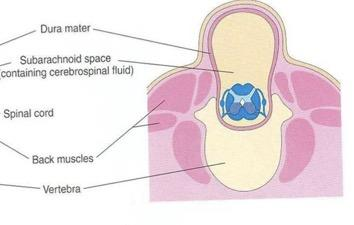 Dura mater
Subarachnoid space
(containing cerebrospinal fluid)
Spinal cord
Back muscles
Vertebra